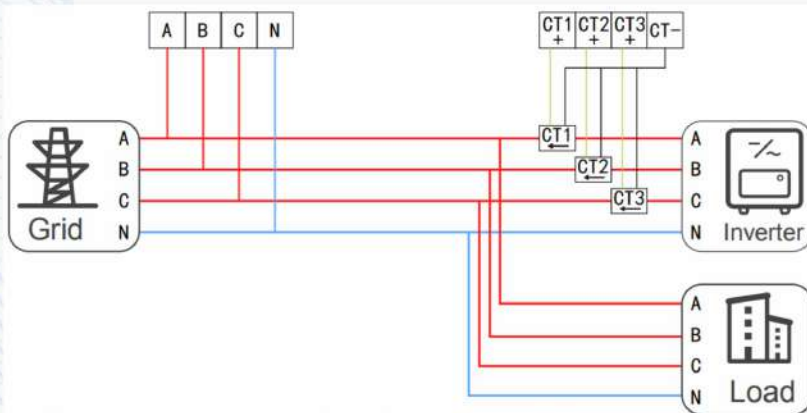 A B C N
CT1
+ CT2
+ CT3
+ CT-
A
B
C
N
Grid
CT1
CT2
CT3
A
B
C
N
Inverter
A
B
C
N
Load